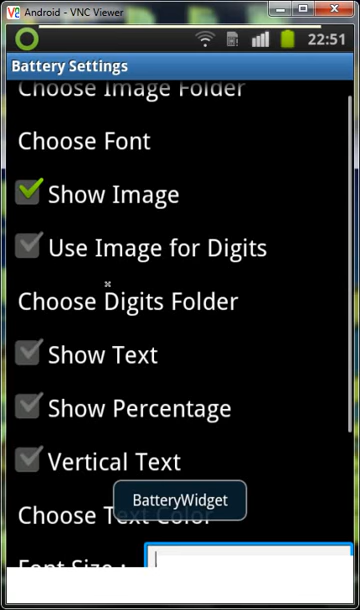 Android - VNC Viewer
22:51
Battery Settings
Choose Image Folder
Choose Font
Show Image
Use Image for Digits
Choose Digits Folder
Show Text
Show Percentage
Vertical Text
BatteryWidget
Choose Text Color
Font Size :